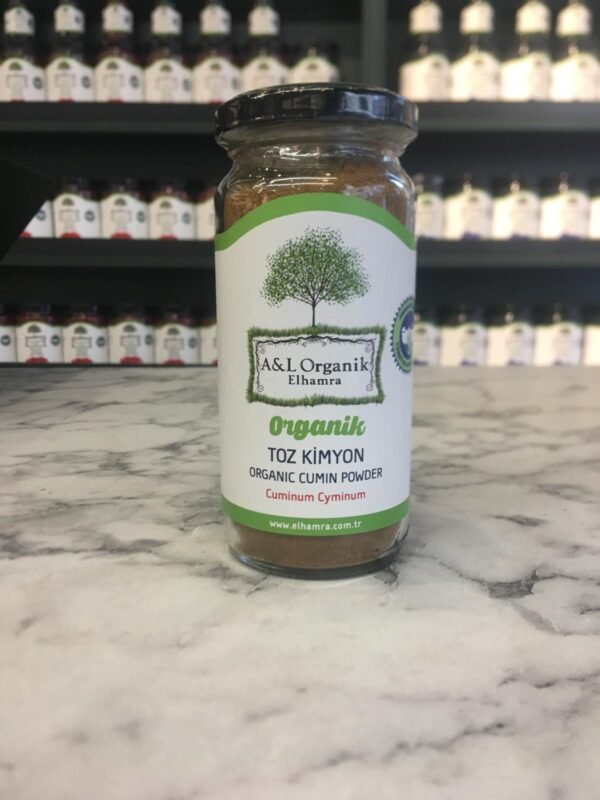 A&L Organik
Elhamra
Organik
TOZ KİMYON
ORGANIC CUMIN POWDER
Cuminum Cyminum
www.elhamra.com.tr